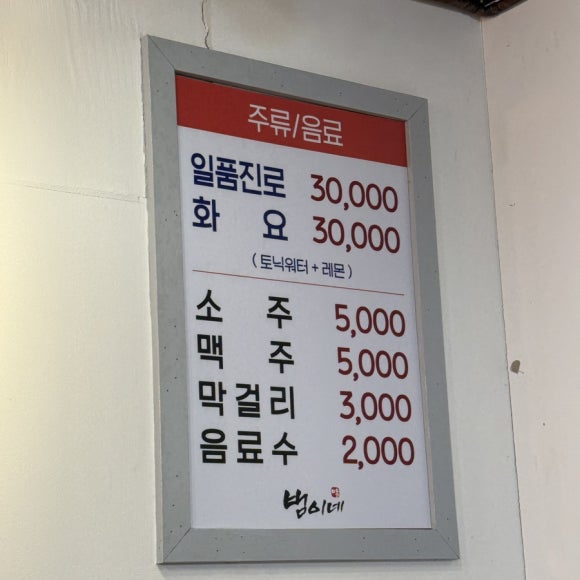 주류/음료
일품진로 30,000
화 요 30,000
( 토닉워터 + 레몬 )
소 주 5,000
맥 주 5,000
막걸리 3,000
음료수 2,000
범이네